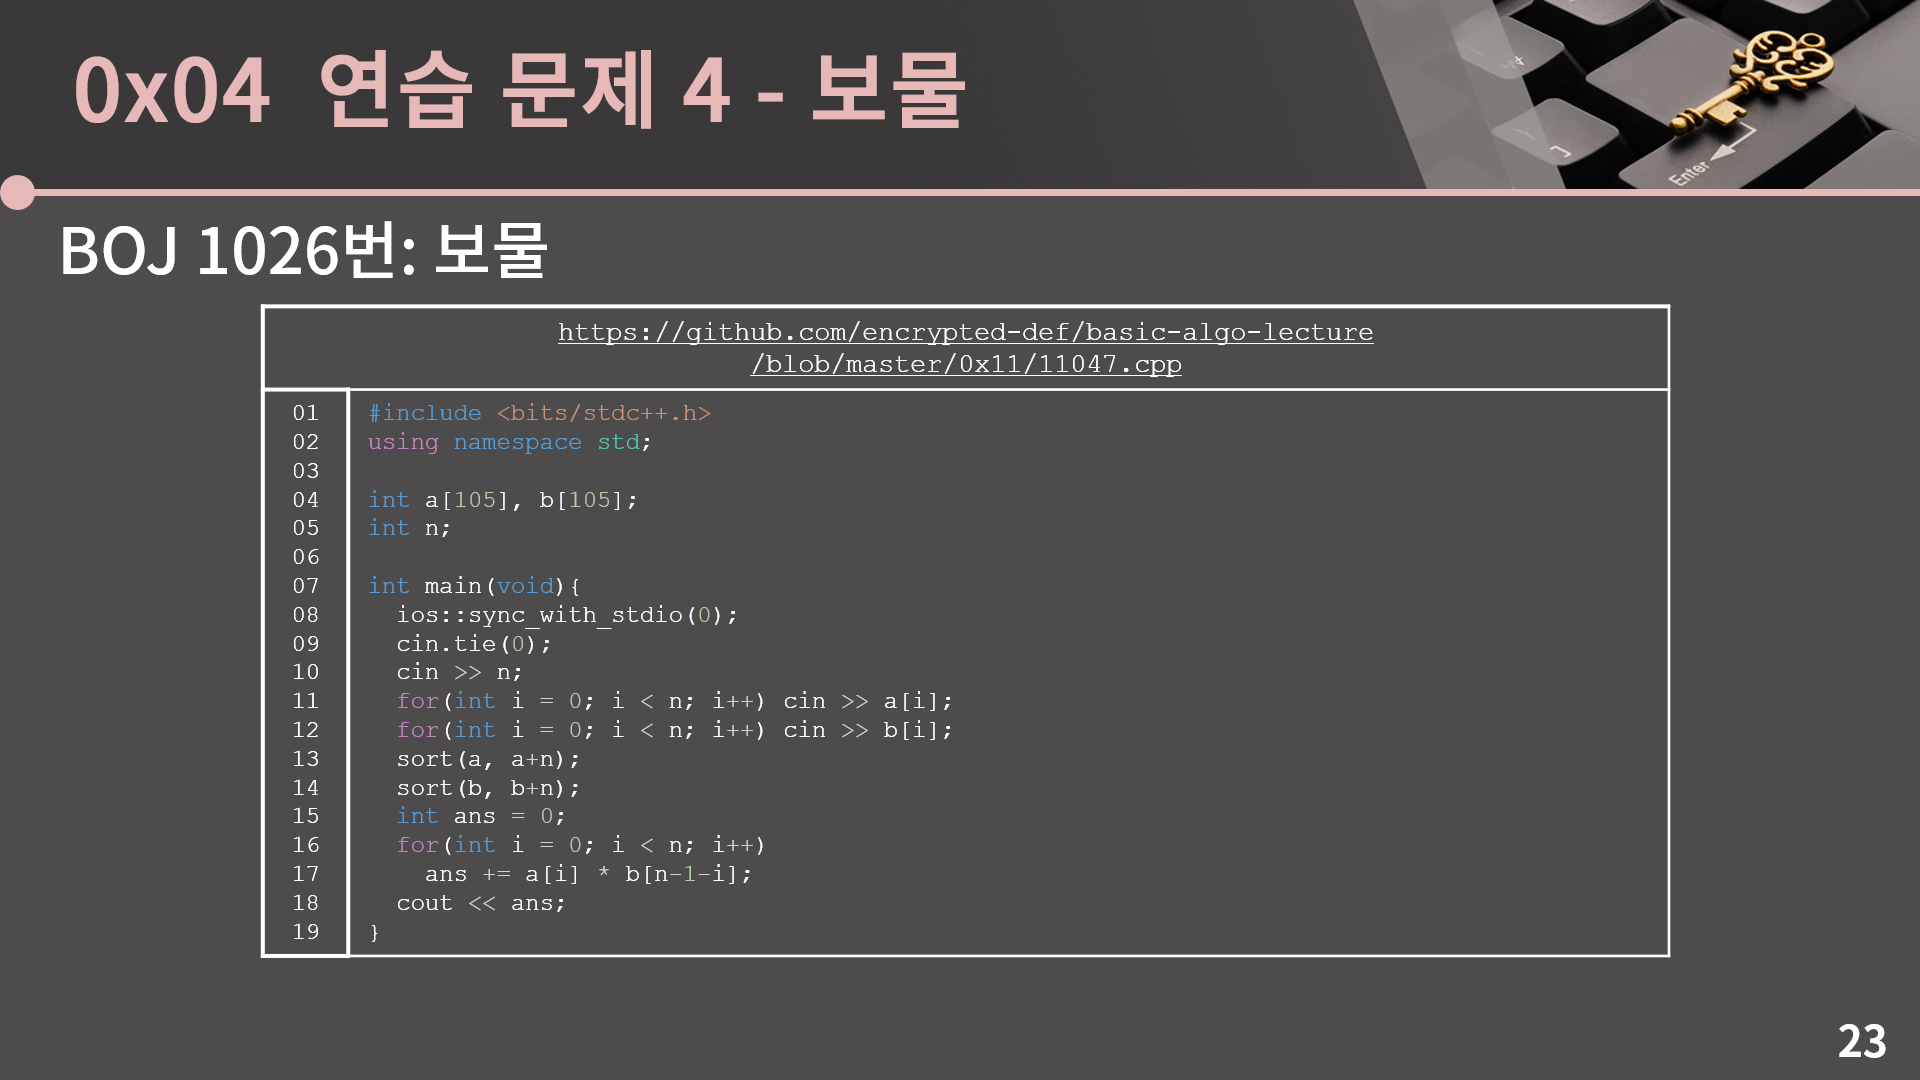 0x04 연습 문제 4 - 보물
Enter
BOJ 1026번: 보물
https://github.com/encrypted-def/basic-algo-lecture
/blob/master/0x11/11047.cpp
01 #include <bits/stdc++.h>
02 using namespace std;
03
04 int a[105], b[105];
05 int n;
06
07 int main(void){
08   ios::sync_with_stdio(0);
09   cin.tie(0);
10   cin >> n;
11   for(int i = 0; i < n; i++) cin >> a[i];
12   for(int i = 0; i < n; i++) cin >> b[i];
13   sort(a, a+n);
14   sort(b, b+n);
15   int ans = 0;
16   for(int i = 0; i < n; i++)
17     ans += a[i] * b[n-1-i];
18   cout << ans;
19 }
23